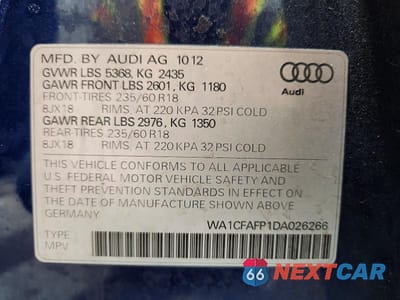 MFD. BY AUDI AG 10 12
GVWR LBS 5368, KG 2435
GAWR FRONT LBS 2601, KG 1180
FRONT-TIRES 235/60 R18
8JX18 RIMS, AT 220 KPA 32 PSI COLD
GAWR REAR LBS 2976, KG 1350
REAR-TIRES 235/60 R18
8JX18 RIMS, AT 220 KPA 32 PSI COLD
Audi
THIS VEHICLE CONFORMS TO ALL APPLICABLE
U.S. FEDERAL MOTOR VEHICLE SAFETY AND
THEFT PREVENTION STANDARDS IN EFFECT ON
THE DATE OF MANUFACTURE SHOWN ABOVE.
GERMANY
WA1CFAFP1DA026266
TYPE
MPV
66 NEXTCAR